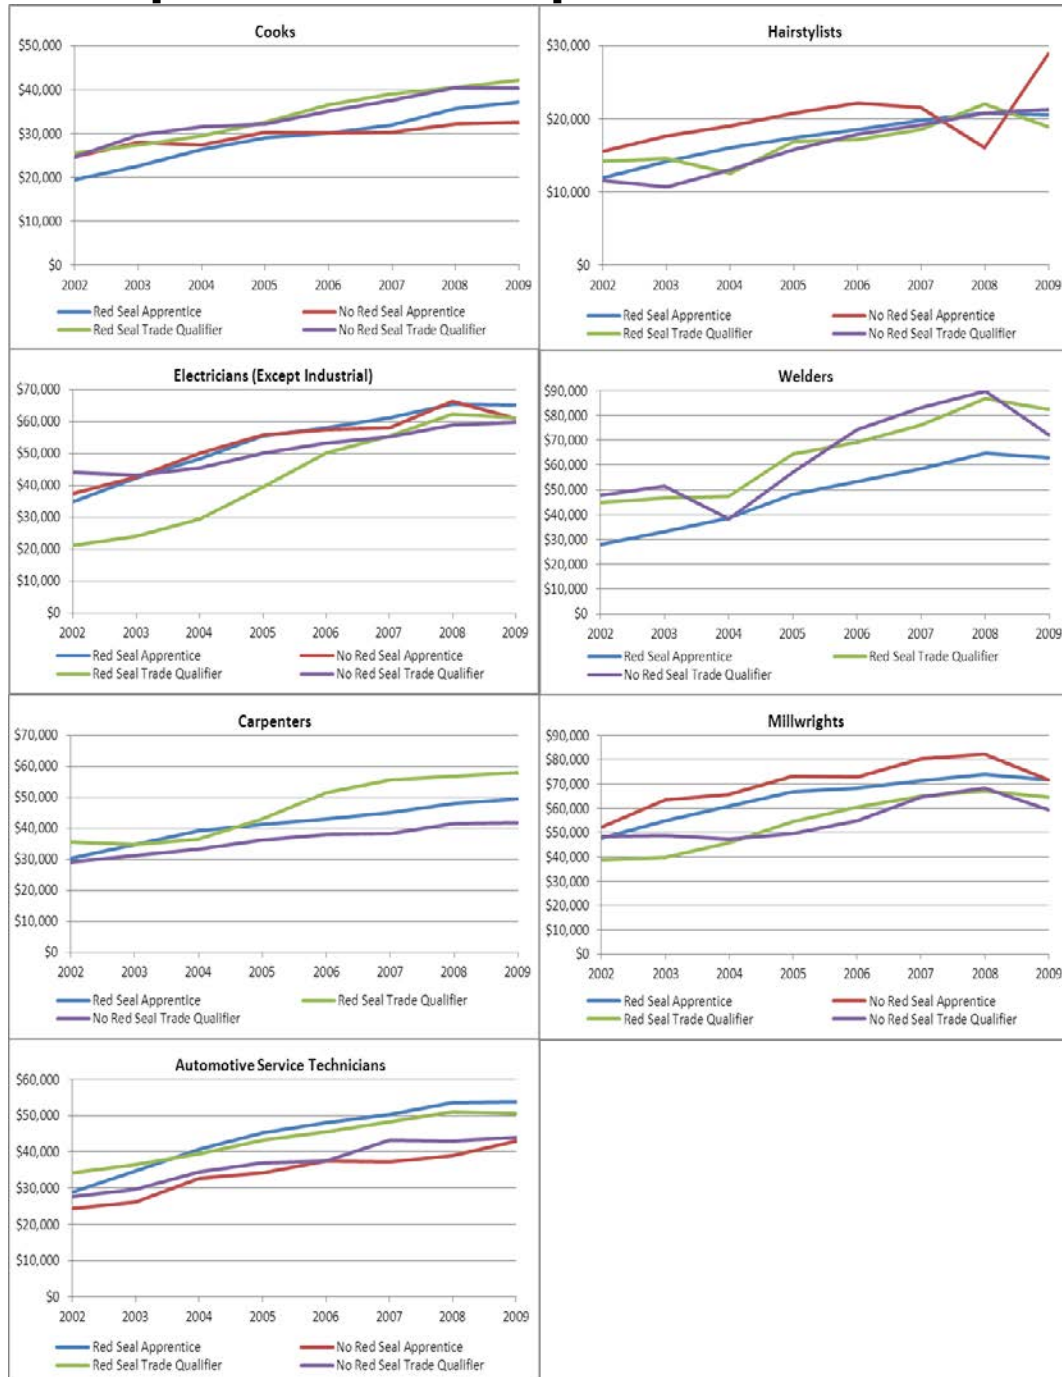 Cooks
$50,000
$40,000
$30,000
$20,000
$10,000
$0
2002 2003 2004 2005 2006 2007 2008 2009
Red Seal Apprentice No Red Seal Apprentice
Red Seal Trade Qualifier No Red Seal Trade Qualifier
Hairstylists
$30,000
$20,000
$10,000
$0
2002 2003 2004 2005 2006 2007 2008 2009
Red Seal Apprentice No Red Seal Apprentice
Red Seal Trade Qualifier No Red Seal Trade Qualifier
Electricians (Except Industrial)
$70,000
$60,000
$50,000
$40,000
$30,000
$20,000
$10,000
$0
2002 2003 2004 2005 2006 2007 2008 2009
Red Seal Apprentice No Red Seal Apprentice
Red Seal Trade Qualifier No Red Seal Trade Qualifier
Welders
$90,000
$80,000
$70,000
$60,000
$50,000
$40,000
$30,000
$20,000
$10,000
$0
2002 2003 2004 2005 2006 2007 2008 2009
Red Seal Apprentice Red Seal Trade Qualifier
No Red Seal Trade Qualifier
Carpenters
$70,000
$60,000
$50,000
$40,000
$30,000
$20,000
$10,000
$0
2002 2003 2004 2005 2006 2007 2008 2009
Red Seal Apprentice Red Seal Trade Qualifier
No Red Seal Trade Qualifier
Millwrights
$90,000
$80,000
$70,000
$60,000
$50,000
$40,000
$30,000
$20,000
$10,000
$0
2002 2003 2004 2005 2006 2007 2008 2009
Red Seal Apprentice No Red Seal Apprentice
Red Seal Trade Qualifier No Red Seal Trade Qualifier
Automotive Service Technicians
$60,000
$50,000
$40,000
$30,000
$20,000
$10,000
$0
2002 2003 2004 2005 2006 2007 2008 2009
Red Seal Apprentice No Red Seal Apprentice
Red Seal Trade Qualifier No Red Seal Trade Qualifier